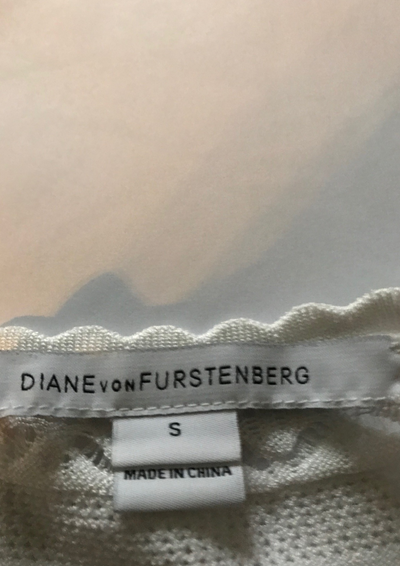 DIANE VON FURSTENBERG
S
MADE IN CHINA